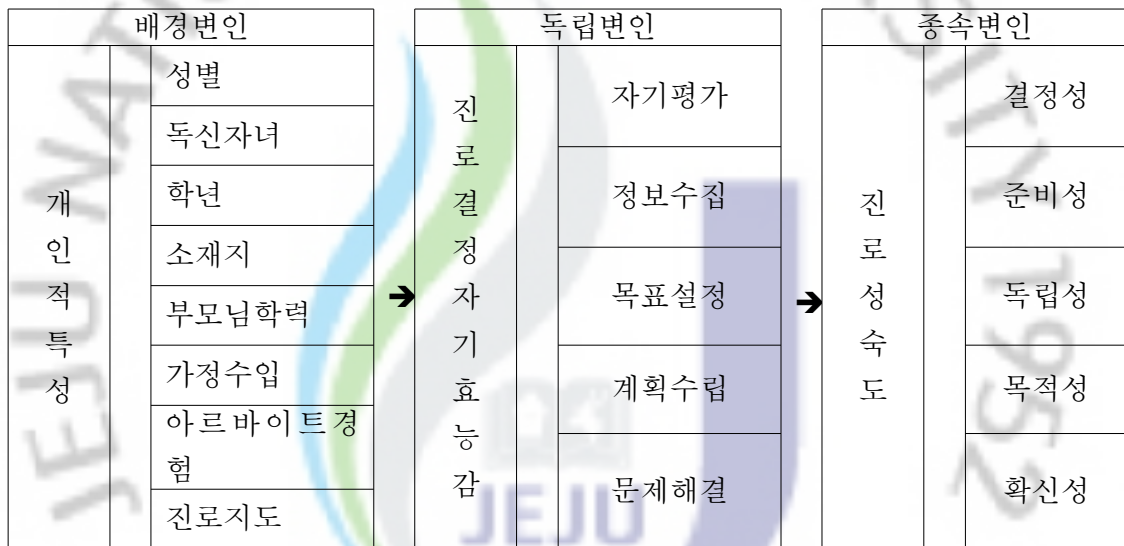 배경변인
개인적특성
성별
독신자녀
학년
소재지
부모님학력
가정수입
아르바이트경
험
진로지도
➔
독립변인
진로결정자기효능감
자기평가
정보수집
목표설정
계획수립
문제해결
➔
종속변인
진로성숙도
결정성
준비성
독립성
목적성
확신성
JEJU NATI
SITY 1952
JEJU